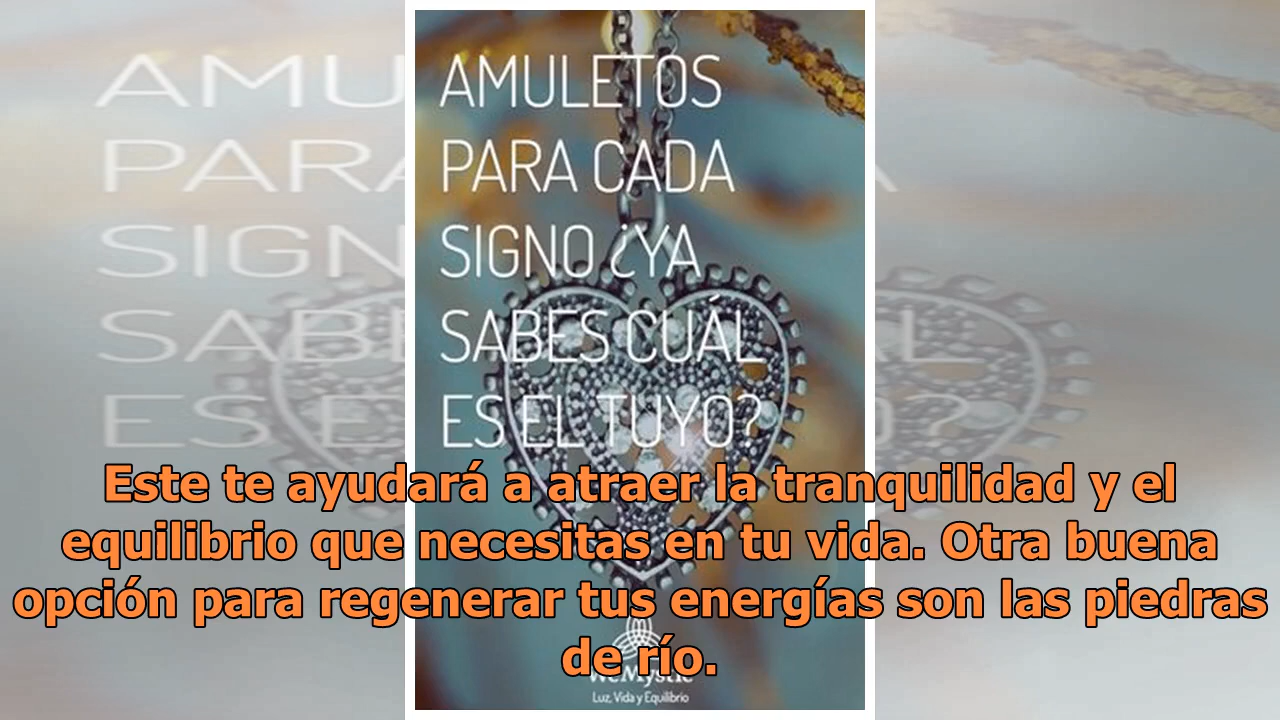 AMULETOS
PARA CADA
SIGNO ¿YA
SABES CUÁL
ES EL TUYO?
Este te ayudará a atraer la tranquilidad y el
equilibrio que necesitas en tu vida. Otra buena
opción para regenerar tus energías son las piedras
de río.
WeMystic
Luz, Vida y Equilibrio